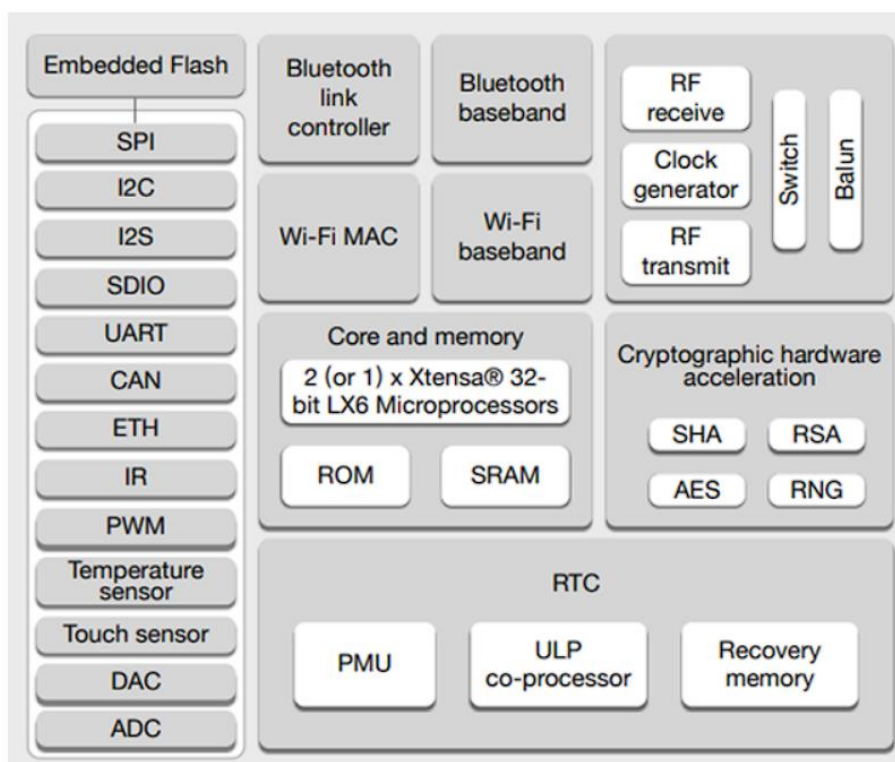 Embedded Flash
SPI
I2C
I2S
SDIO
UART
CAN
ETH
IR
PWM
Temperature
sensor
Touch sensor
DAC
ADC
Bluetooth
link
controller
Bluetooth
baseband
Wi-Fi MAC
Wi-Fi
baseband
RF
receive
Clock
generator
RF
transmit
Switch
Balun
Core and memory
2 (or 1) x Xtensa® 32-
bit LX6 Microprocessors
ROM
SRAM
Cryptographic hardware
acceleration
SHA
RSA
AES
RNG
RTC
PMU
ULP
co-processor
Recovery
memory